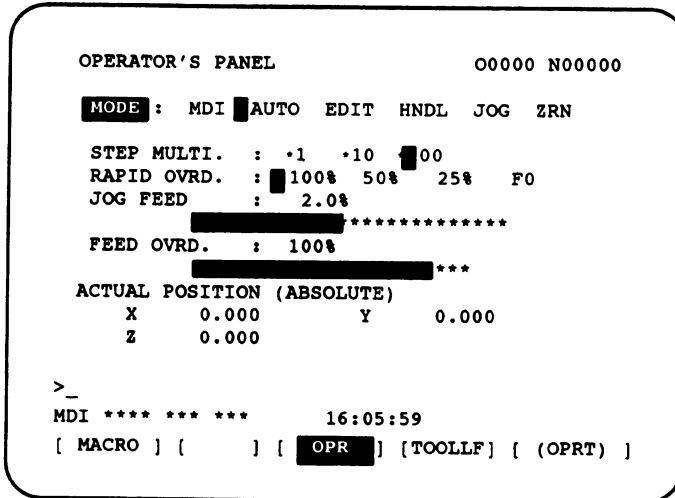 OPERATOR'S PANEL O0000 N00000
MODE : MDI AUTO EDIT HNDL JOG ZRN
STEP MULTI. : *1 *10 00
RAPID OVRD. : 100% 50% 25% F0
JOG FEED : 2.0%
**************
FEED OVRD. : 100%
***
ACTUAL POSITION (ABSOLUTE)
X 0.000 Y 0.000
Z 0.000
>_
MDI **** *** *** 16:05:59
[ MACRO ] [ ] [ OPR ] [TOOLLF] [ (OPRT) ]